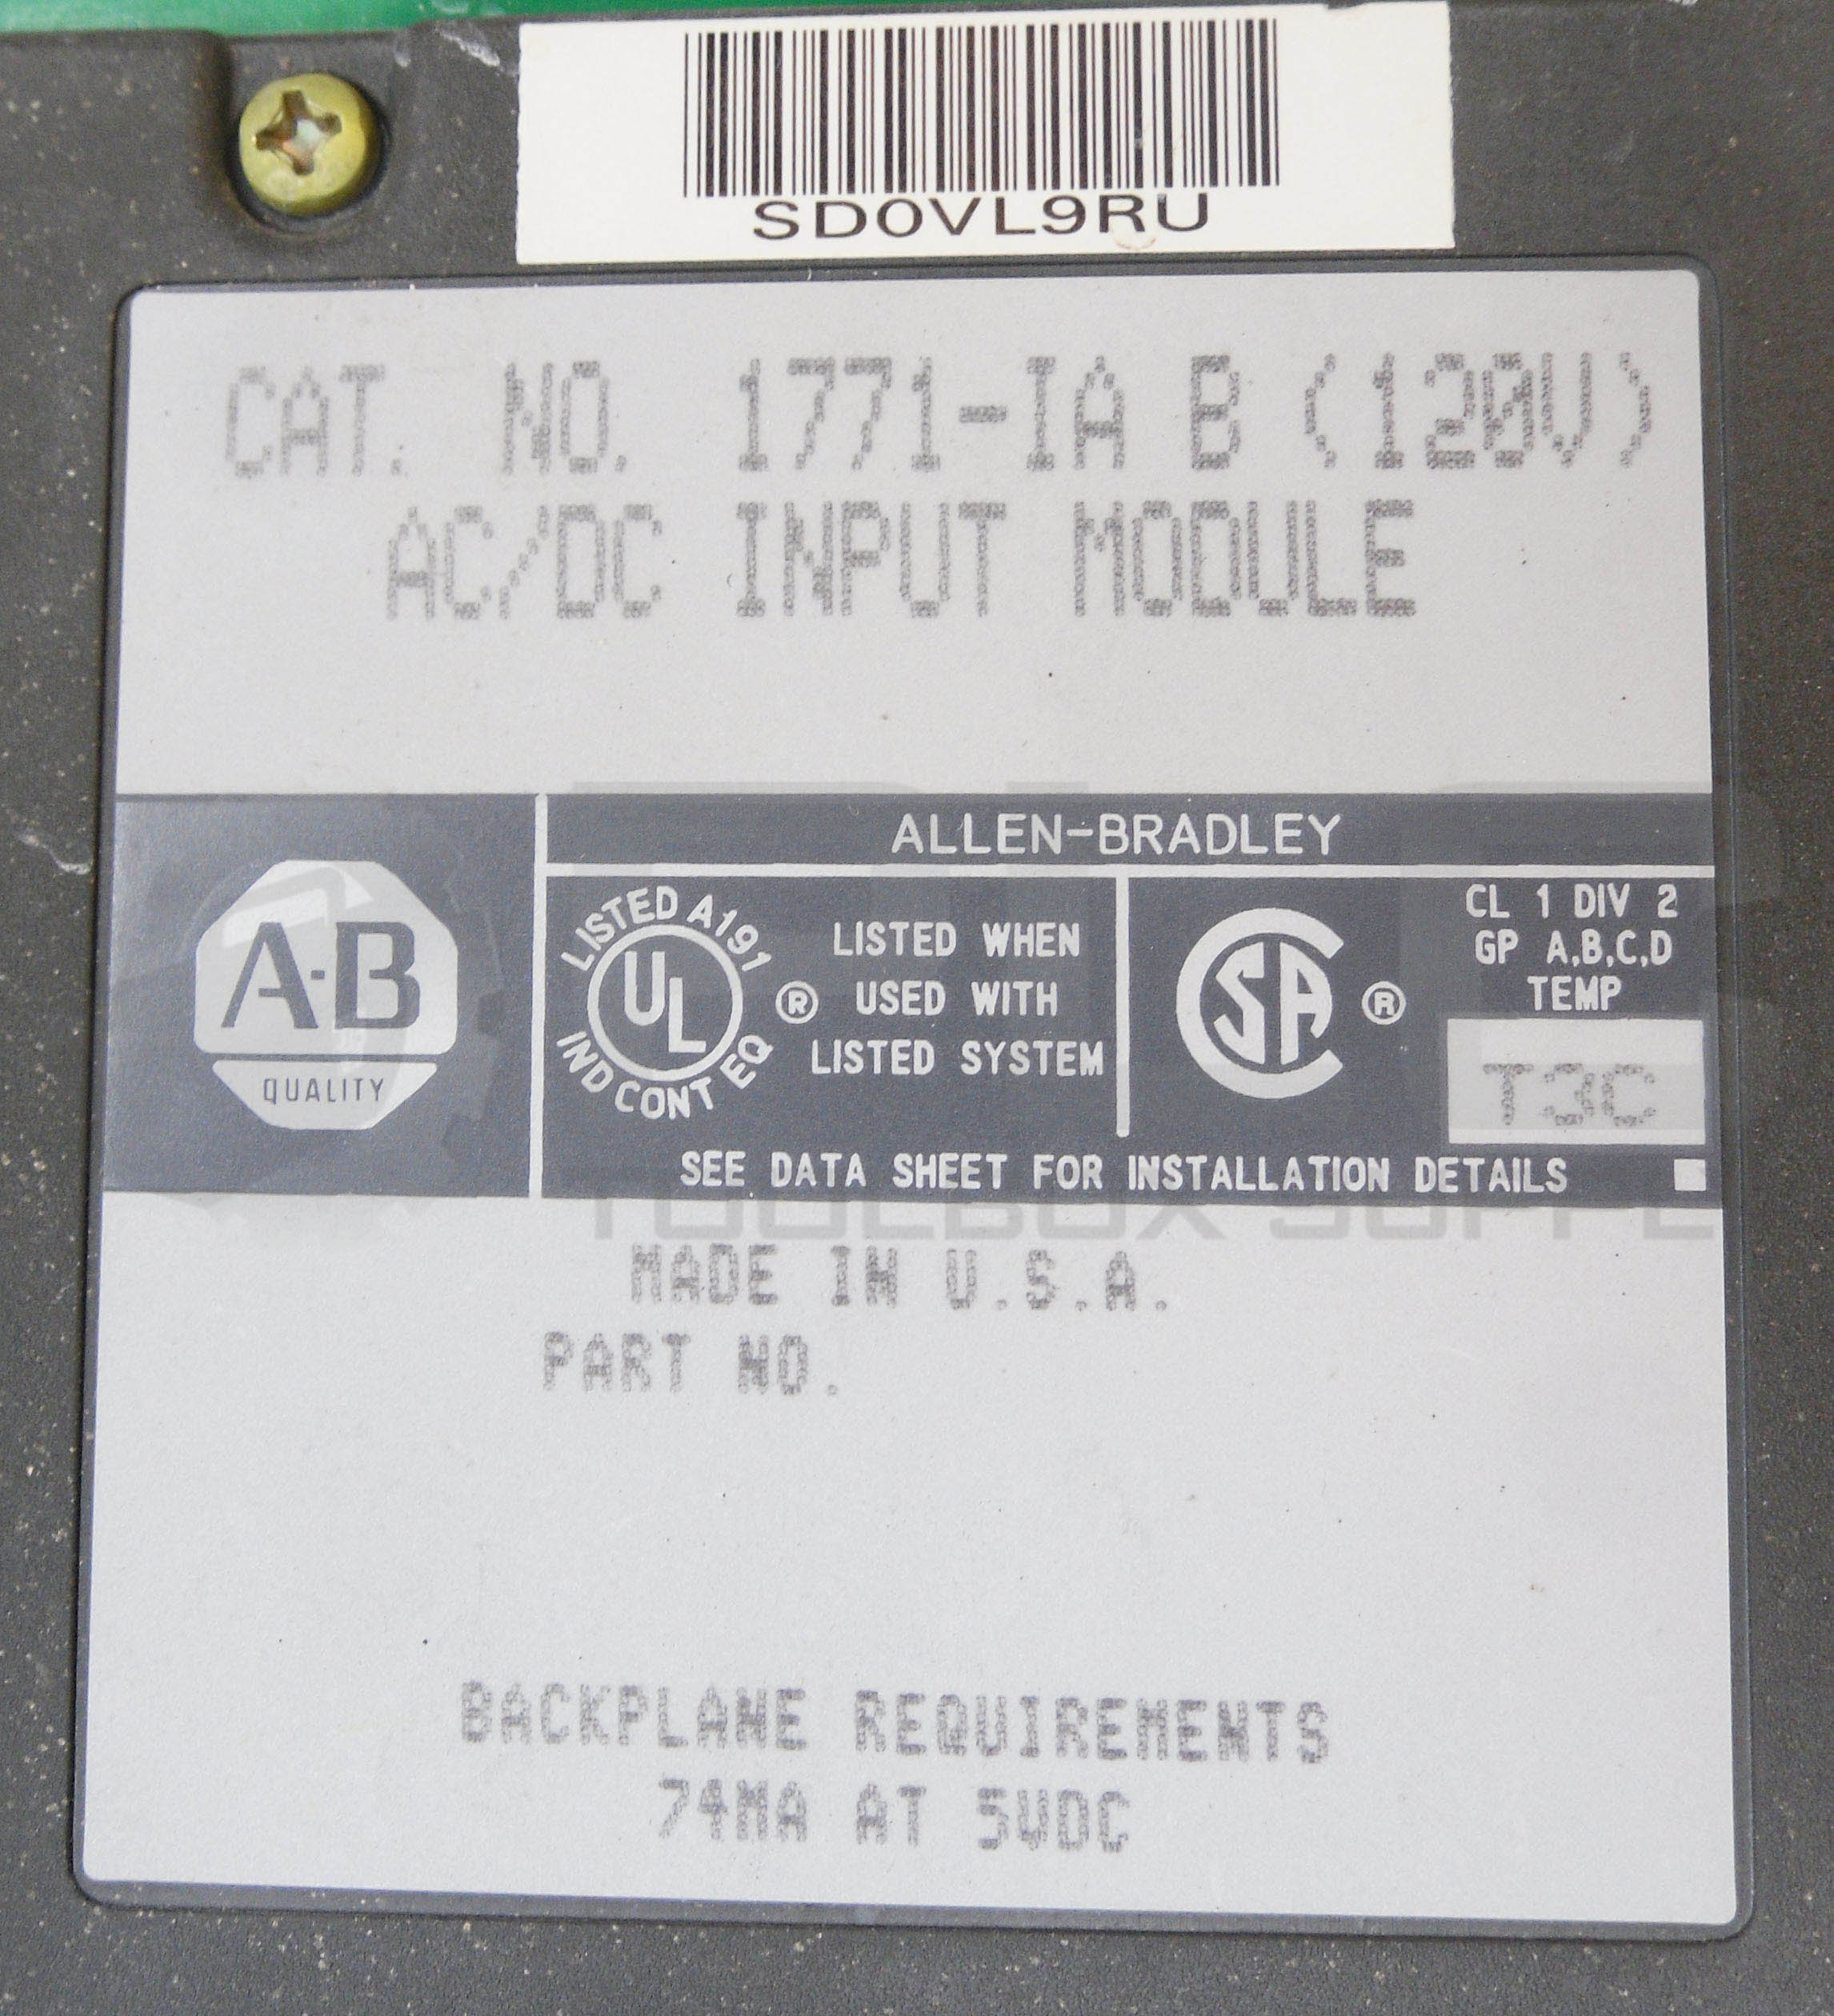 SD0VL9RU
CAT. NO. 1771-IA B (120V)
AC/DC INPUT MODULE
ALLEN-BRADLEY
A-B
QUALITY
LISTED A191
UL
IND CONT EQ
®
LISTED WHEN
USED WITH
LISTED SYSTEM
CSA ®
CL 1 DIV 2
GP A,B,C,D
TEMP
T3C
SEE DATA SHEET FOR INSTALLATION DETAILS
TOOLBOX
MADE IN U.S.A.
PART NO.
BACKPLANE REQUIREMENTS
74MA AT 5VDC